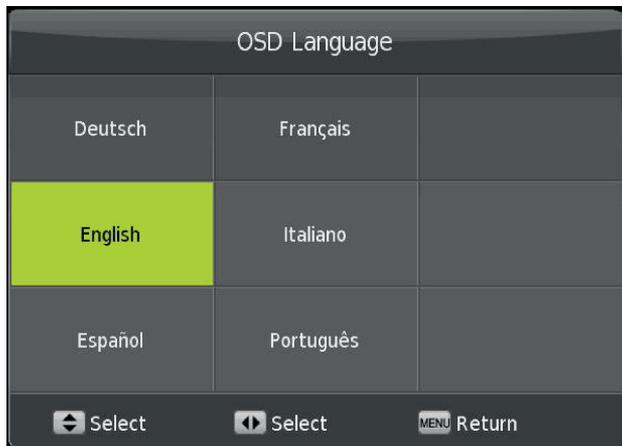 OSD Language
Deutsch Français
English Italiano
Español Português
Select Select MENU Return